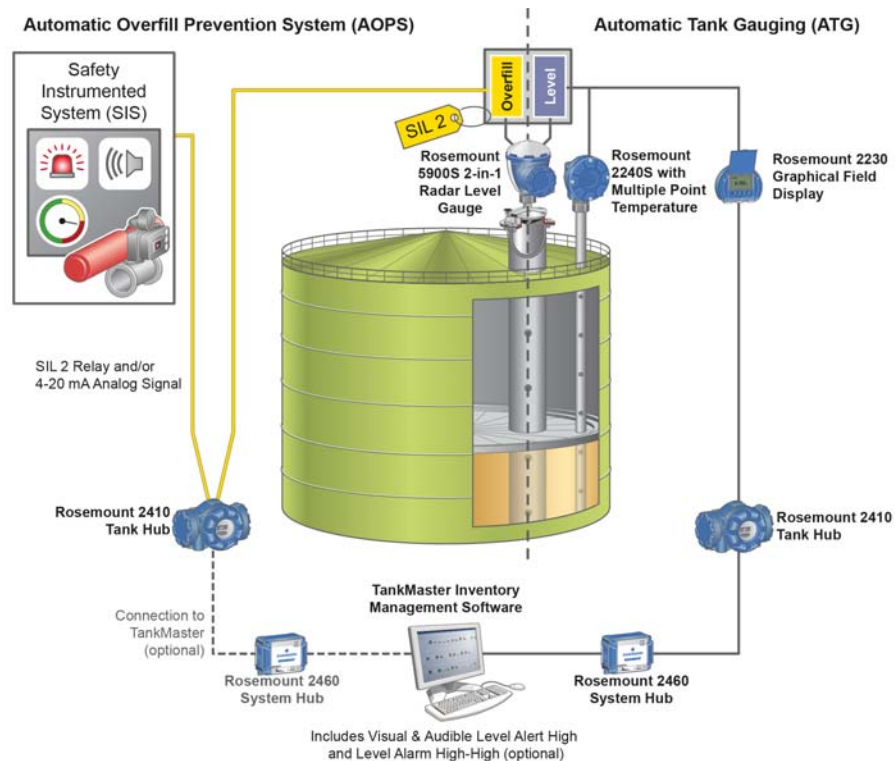 Automatic Overfill Prevention System (AOPS)
Automatic Tank Gauging (ATG)
Safety
Instrumented
System (SIS)
Overfill
Level
SIL 2
Rosemount
5900S 2-in-1
Radar Level
Gauge
Rosemount
2240S with
Multiple Point
Temperature
Rosemount 2230
Graphical Field
Display
SIL 2 Relay and/or
4-20 mA Analog Signal
Rosemount 2410
Tank Hub
Rosemount 2410
Tank Hub
Connection to
TankMaster
(optional)
TankMaster Inventory
Management Software
Rosemount 2460
System Hub
Rosemount 2460
System Hub
Includes Visual & Audible Level Alert High
and Level Alarm High-High (optional)